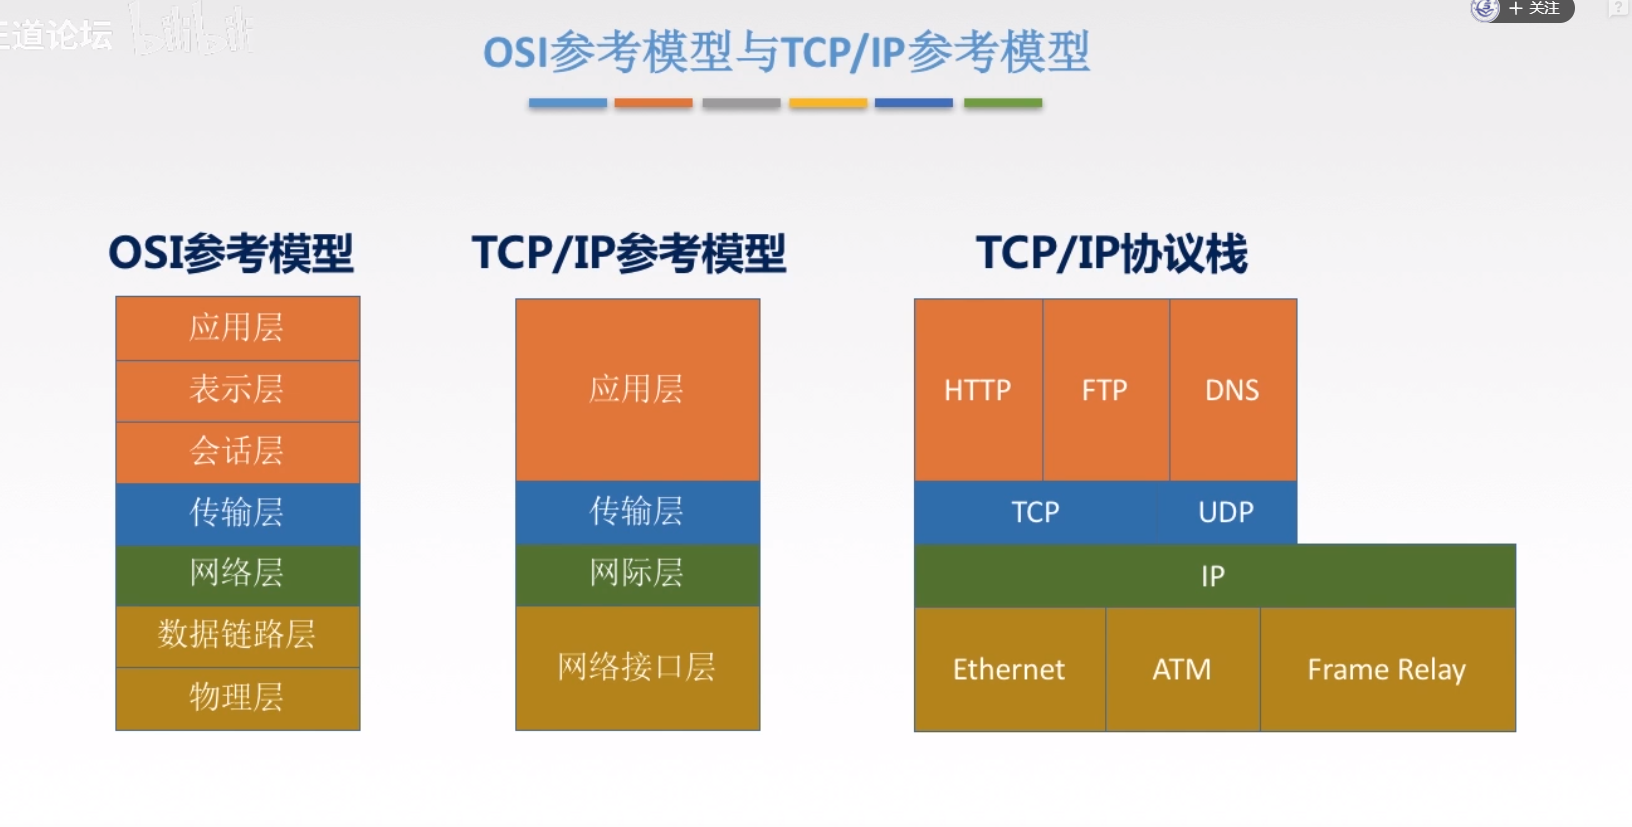 王道论坛 bilibili
+ 关注
?
OSI参考模型与TCP/IP参考模型
OSI参考模型
应用层
表示层
会话层
传输层
网络层
数据链路层
物理层
TCP/IP参考模型
应用层
传输层
网际层
网络接口层
TCP/IP协议栈
HTTP FTP DNS
TCP UDP
IP
Ethernet ATM Frame Relay